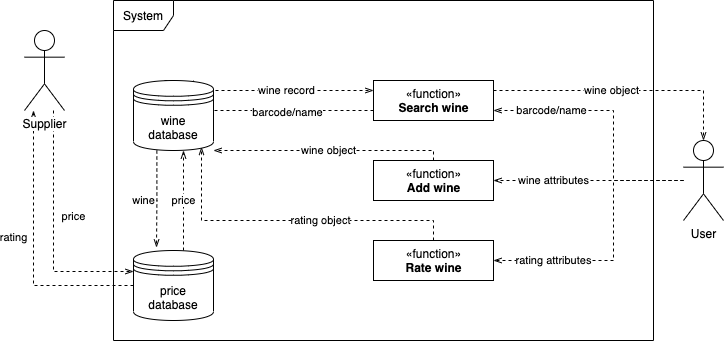 System
«function»
wine record
wine object
Search wine
barcode/name
barcode/name
Supplier
wine
database
wine object
«function»
wine attributes
Add wine
wine
price
price
rating object
User
rating
«function»
rating attributes
Rate wine
price
database